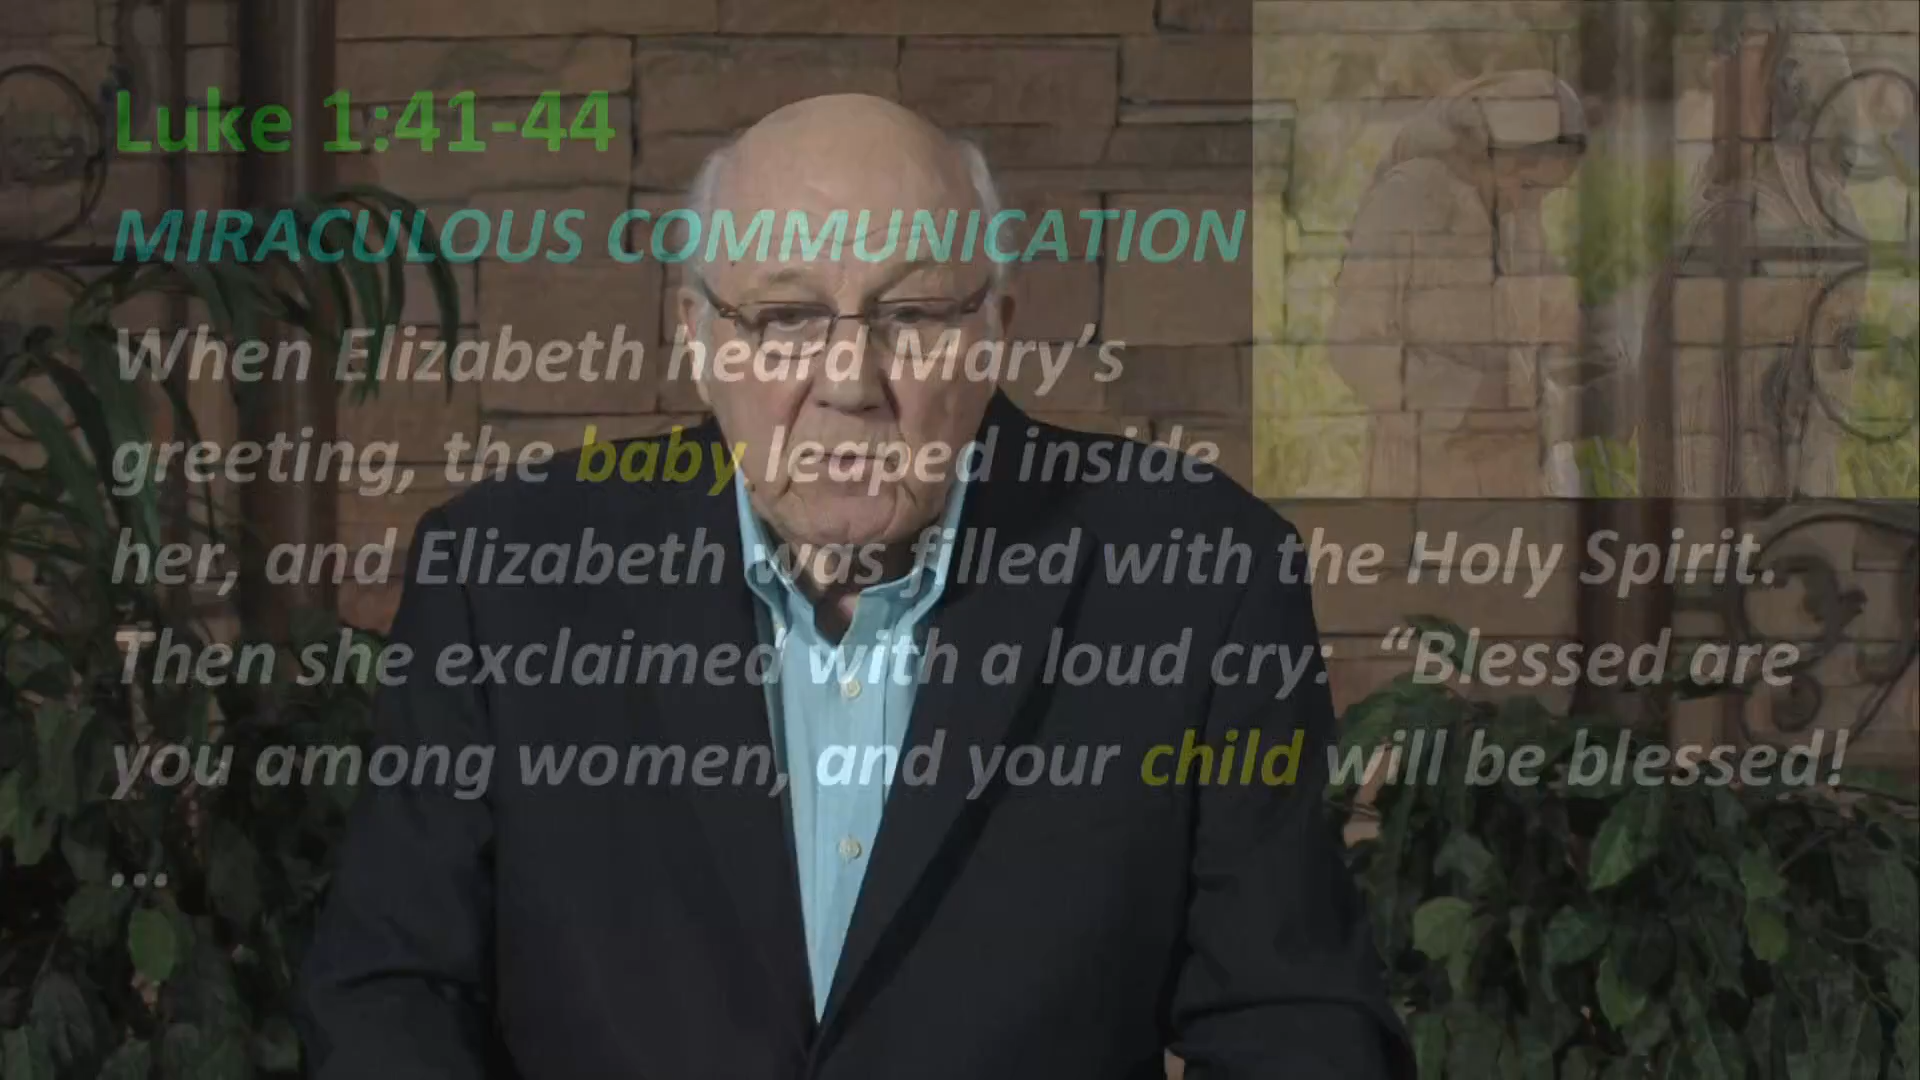 Luke 1:41-44
MIRACULOUS COMMUNICATION
When Elizabeth heard Mary’s
greeting, the baby leaped inside
her, and Elizabeth was filled with the Holy Spirit.
Then she exclaimed with a loud cry: “Blessed are
you among women, and your child will be blessed!
...